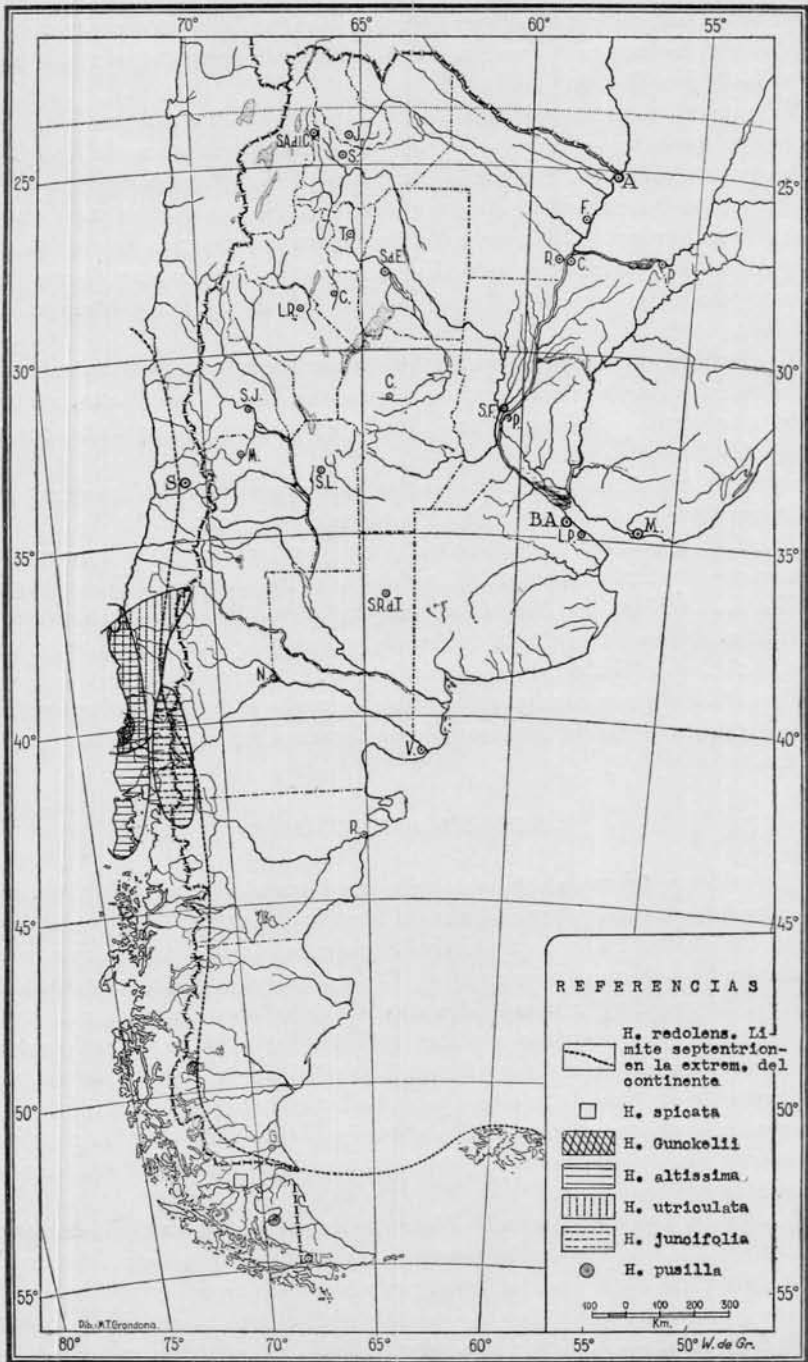 70° 65° 60° 55°
S.A.d.l.C. J.
S.
25° A 25°
F.
T.
R. C. P.
S.d.E.
C.
L.R.
30° 30°
C.
S.J. S.F. P.
M.
S S.L.
B.A. M.
L.P.
35° 35°
S.R.d.T.
N.
40° V. 40°
R.
45° 45°
50° 50°
G
55° 55°
REFERENCIAS
H. redolens. Li-
mite septentrion-
en la extrem. del
continente
H. spicata
H. Gunckelii
H. altissima
H. utriculata
H. juncifolia
H. pusilla
100 0 100 200 300
Km.
Dib.: M.T. Grondona.
80° 75° 70° 65° 60° 55° 50° W. de Gr.